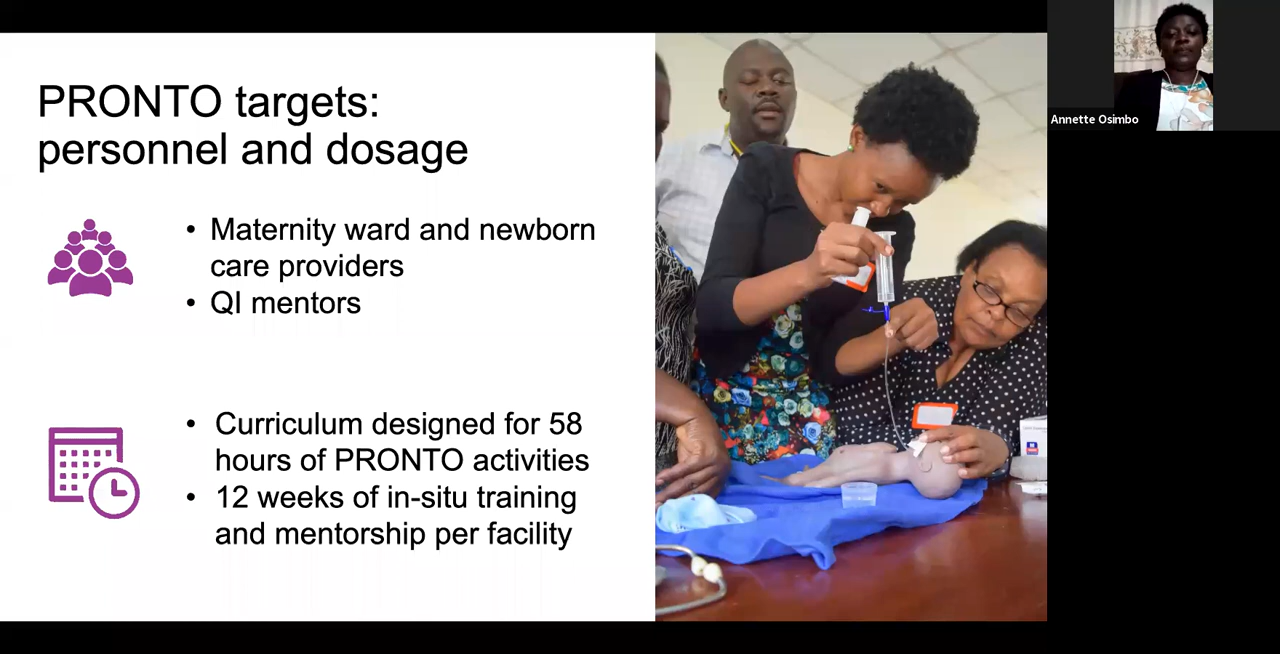 PRONTO targets:
personnel and dosage
• Maternity ward and newborn
care providers
• QI mentors
• Curriculum designed for 58
hours of PRONTO activities
• 12 weeks of in-situ training
and mentorship per facility
Annette Osimbo